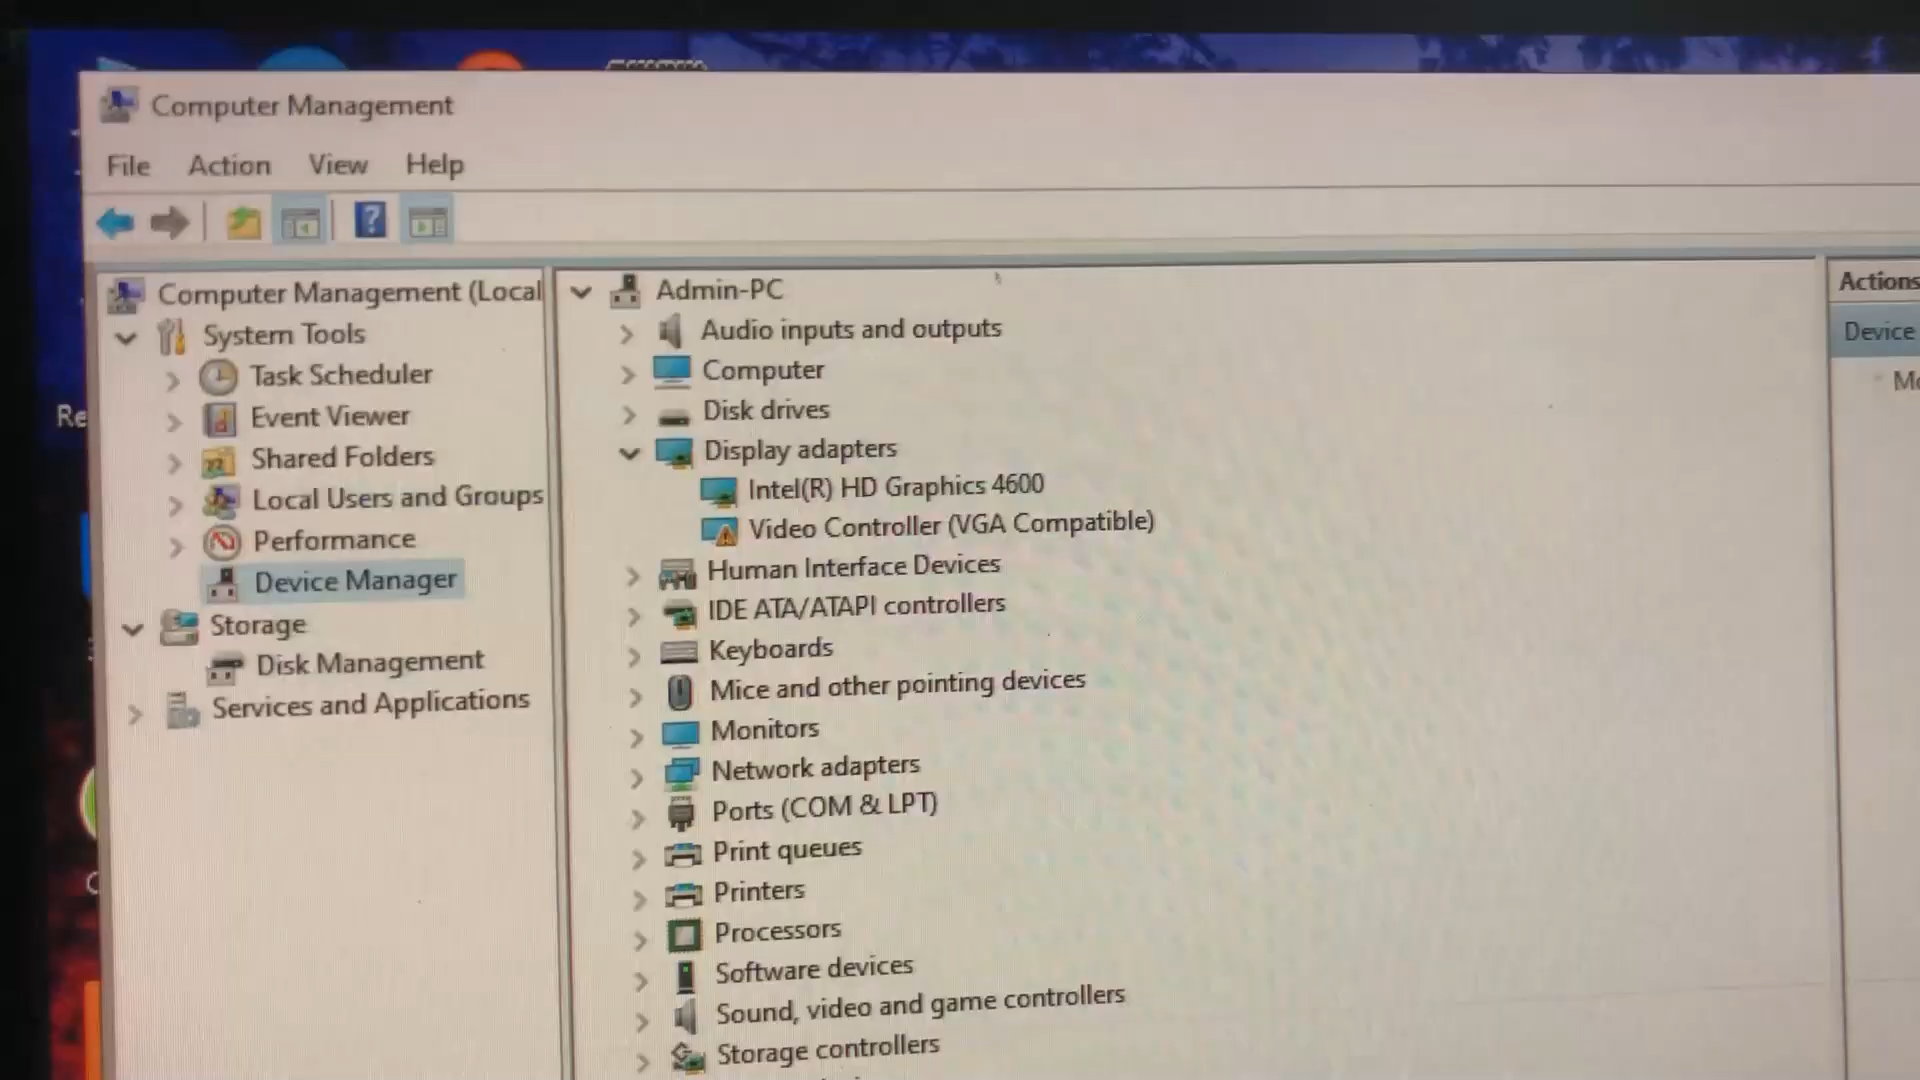 Computer Management
File Action View Help
Computer Management (Local
System Tools
Task Scheduler
Event Viewer
Shared Folders
Local Users and Groups
Performance
Device Manager
Storage
Disk Management
Services and Applications
Admin-PC
Audio inputs and outputs
Computer
Disk drives
Display adapters
Intel(R) HD Graphics 4600
Video Controller (VGA Compatible)
Human Interface Devices
IDE ATA/ATAPI controllers
Keyboards
Mice and other pointing devices
Monitors
Network adapters
Ports (COM & LPT)
Print queues
Printers
Processors
Software devices
Sound, video and game controllers
Storage controllers
Actions
Device
Mo
Re